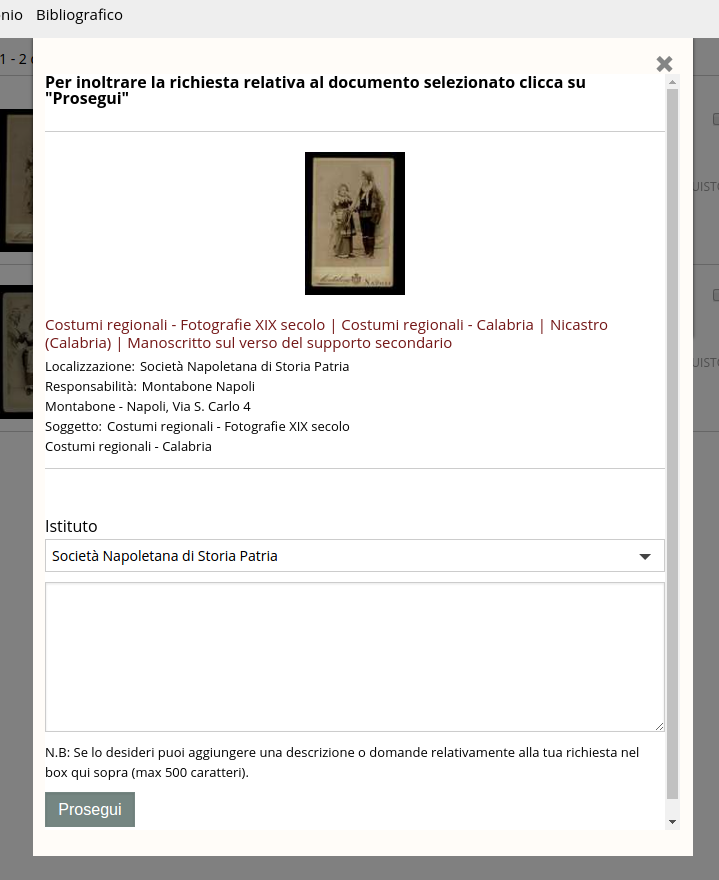 nio Bibliografico
1 - 2
Per inoltrare la richiesta relativa al documento selezionato clicca su
"Prosegui"
Montabone Napoli
Costumi regionali - Fotografie XIX secolo | Costumi regionali - Calabria | Nicastro
(Calabria) | Manoscritto sul verso del supporto secondario
Localizzazione: Società Napoletana di Storia Patria
Responsabilità: Montabone Napoli
Montabone - Napoli, Via S. Carlo 4
Soggetto: Costumi regionali - Fotografie XIX secolo
Costumi regionali - Calabria
Istituto
Società Napoletana di Storia Patria
N.B: Se lo desideri puoi aggiungere una descrizione o domande relativamente alla tua richiesta nel
box qui sopra (max 500 caratteri).
Prosegui